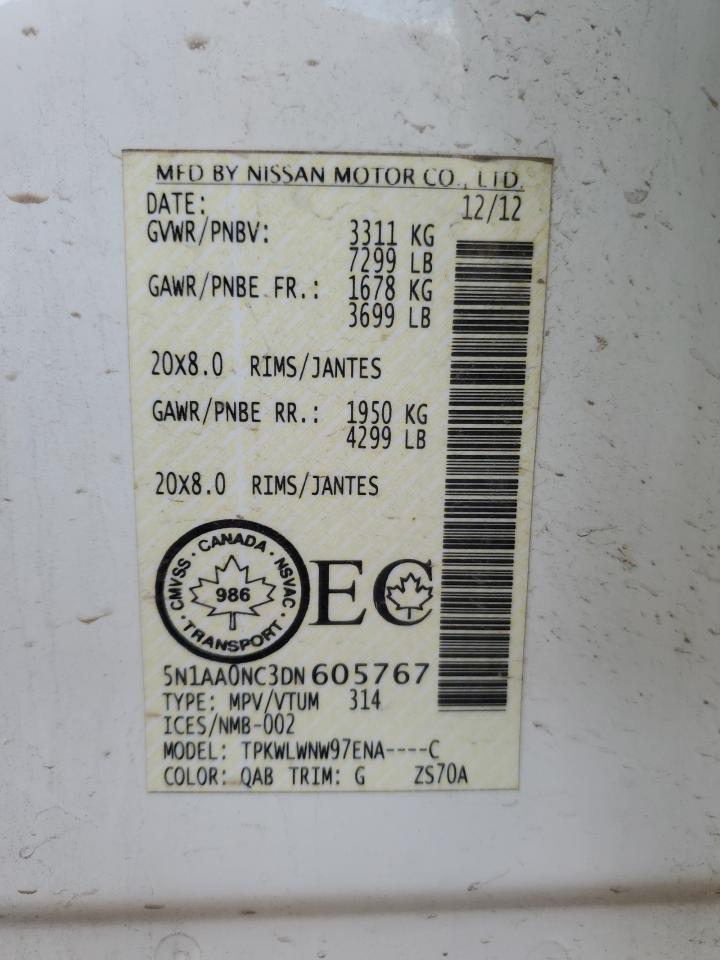 MFD BY NISSAN MOTOR CO., LTD.
DATE: 12/12
GVWR/PNBV: 3311 KG
7299 LB
GAWR/PNBE FR.: 1678 KG
3699 LB
20X8.0 RIMS/JANTES
GAWR/PNBE RR.: 1950 KG
4299 LB
20X8.0 RIMS/JANTES
CMVSS · CANADA · NSVAC · TRANSPORT ·
986
EC
5N1AA0NC3DN605767
TYPE: MPV/VTUM 314
ICES/NMB-002
MODEL: TPKWLWNW97ENA----C
COLOR: QAB TRIM: G ZS70A